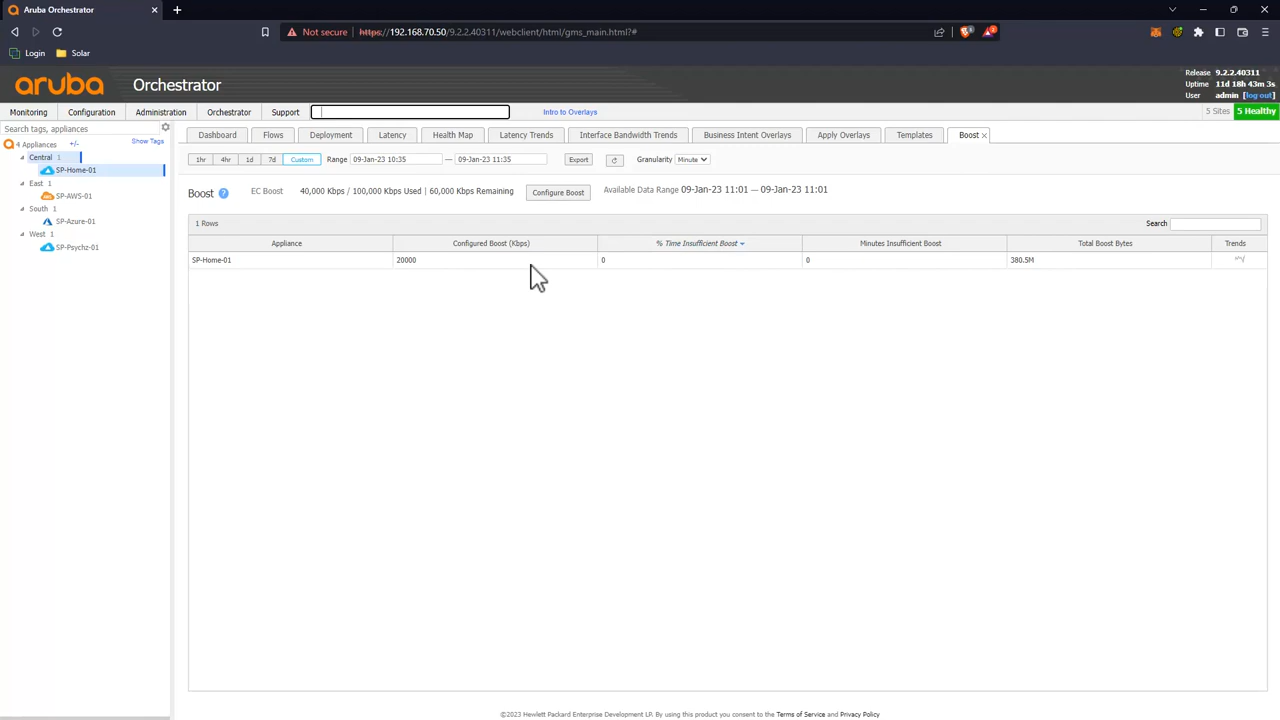 Aruba Orchestrator
Not secure https://192.168.70.50/9.2.2.40311/webclient/html/gms_main.html?#
Login Solar
aruba Orchestrator
Release 9.2.2.40311
Uptime 11d 18h 43m 3s
User admin [log out]
Monitoring Configuration Administration Orchestrator Support Intro to Overlays 5 Sites 5 Healthy
Search tags, appliances
4 Appliances +/- Show Tags
Central 1
SP-Home-01
East 1
SP-AWS-01
South 1
SP-Azure-01
West 1
SP-Psychz-01
Dashboard Flows Deployment Latency Health Map Latency Trends Interface Bandwidth Trends Business Intent Overlays Apply Overlays Templates Boost
1hr 4hr 1d 7d Custom Range 09-Jan-23 10:35 — 09-Jan-23 11:35 Export Granularity Minute
Boost ? EC Boost 40,000 Kbps / 100,000 Kbps Used | 60,000 Kbps Remaining Configure Boost Available Data Range 09-Jan-23 11:01 — 09-Jan-23 11:01
1 Rows Search
Appliance Configured Boost (Kbps) % Time Insufficient Boost Minutes Insufficient Boost Total Boost Bytes Trends
SP-Home-01 20000 0 0 380.5M
©2023 Hewlett Packard Enterprise Development LP. By using this product you consent to the Terms of Service and Privacy Policy